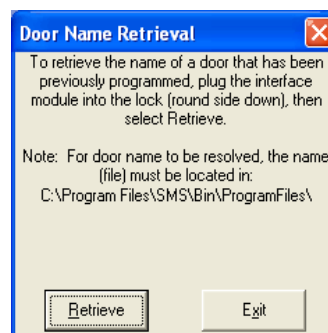 Door Name Retrieval
To retrieve the name of a door that has been
previously programmed, plug the interface
module into the lock (round side down), then
select Retrieve.
Note: For door name to be resolved, the name
(file) must be located in:
C:\Program Files\SMS\Bin\ProgramFiles\
Retrieve
Exit